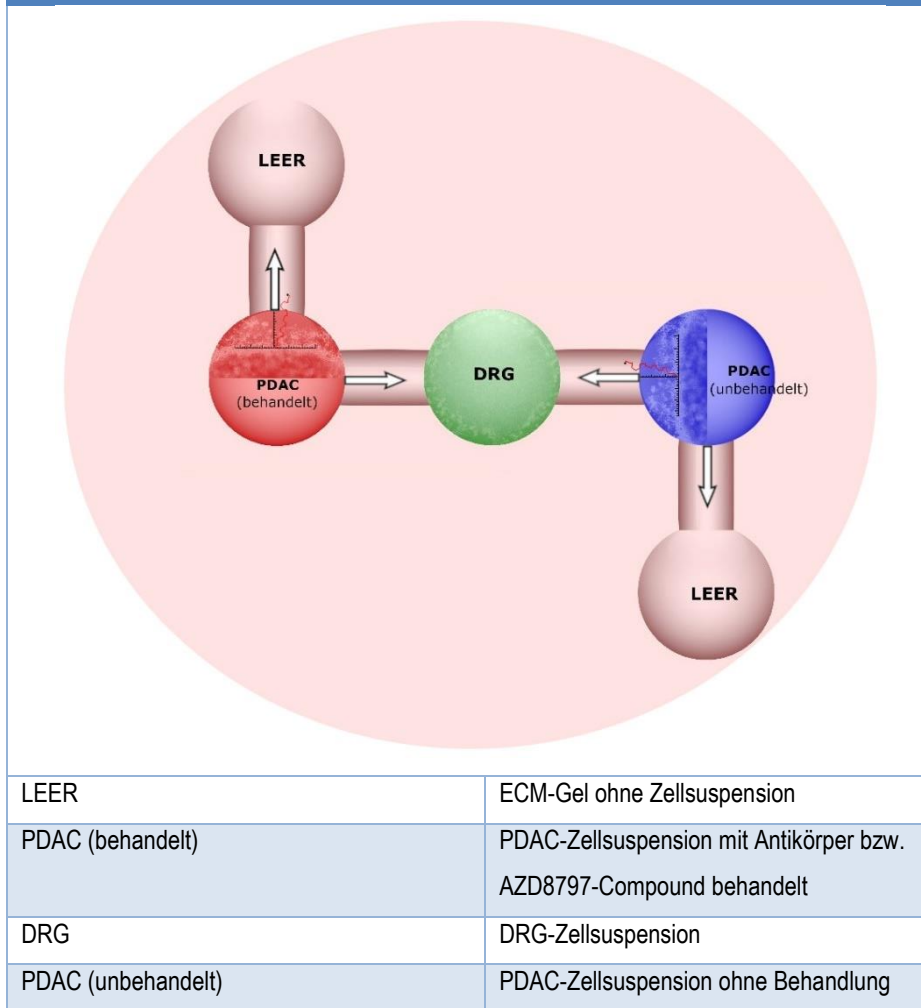 LEER
PDAC
(behandelt)
DRG
PDAC
(unbehandelt)
LEER
LEER ECM-Gel ohne Zellsuspension
PDAC (behandelt) PDAC-Zellsuspension mit Antikörper bzw.
AZD8797-Compound behandelt
DRG DRG-Zellsuspension
PDAC (unbehandelt) PDAC-Zellsuspension ohne Behandlung